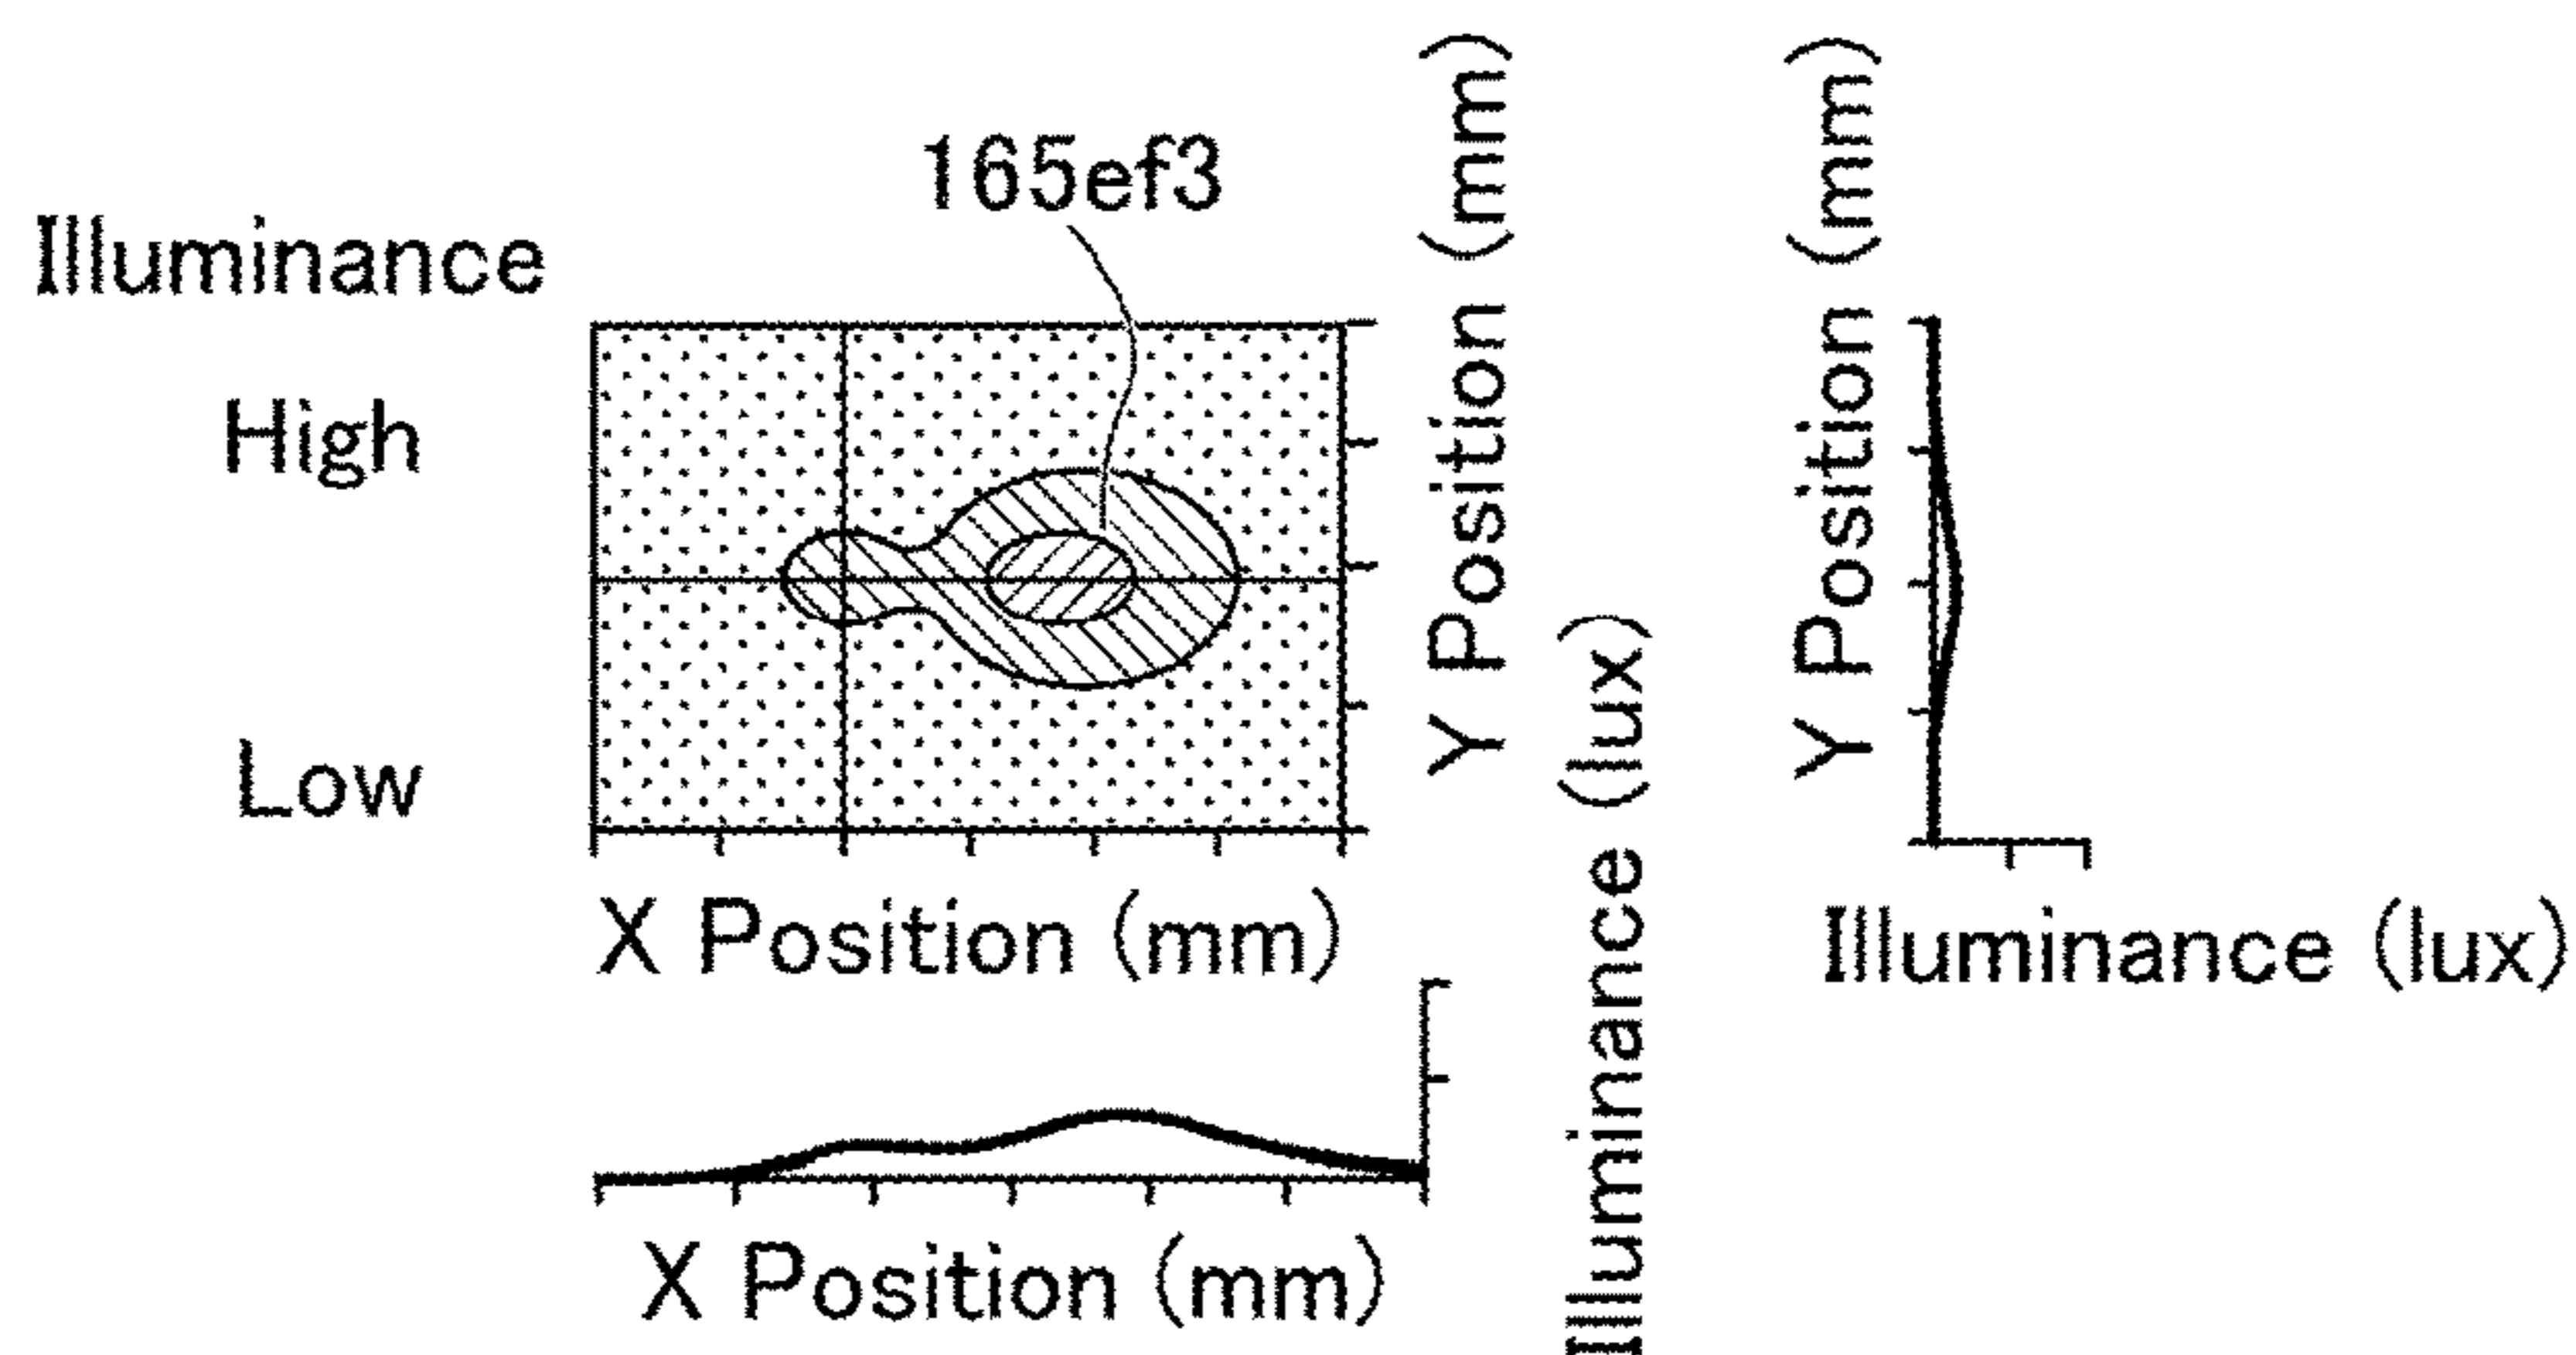 165ef3
Illuminance
High
Low
X Position (mm)
Y Position (mm)
Y Position (mm)
Illuminance (lux)
Illuminance (lux)
X Position (mm)